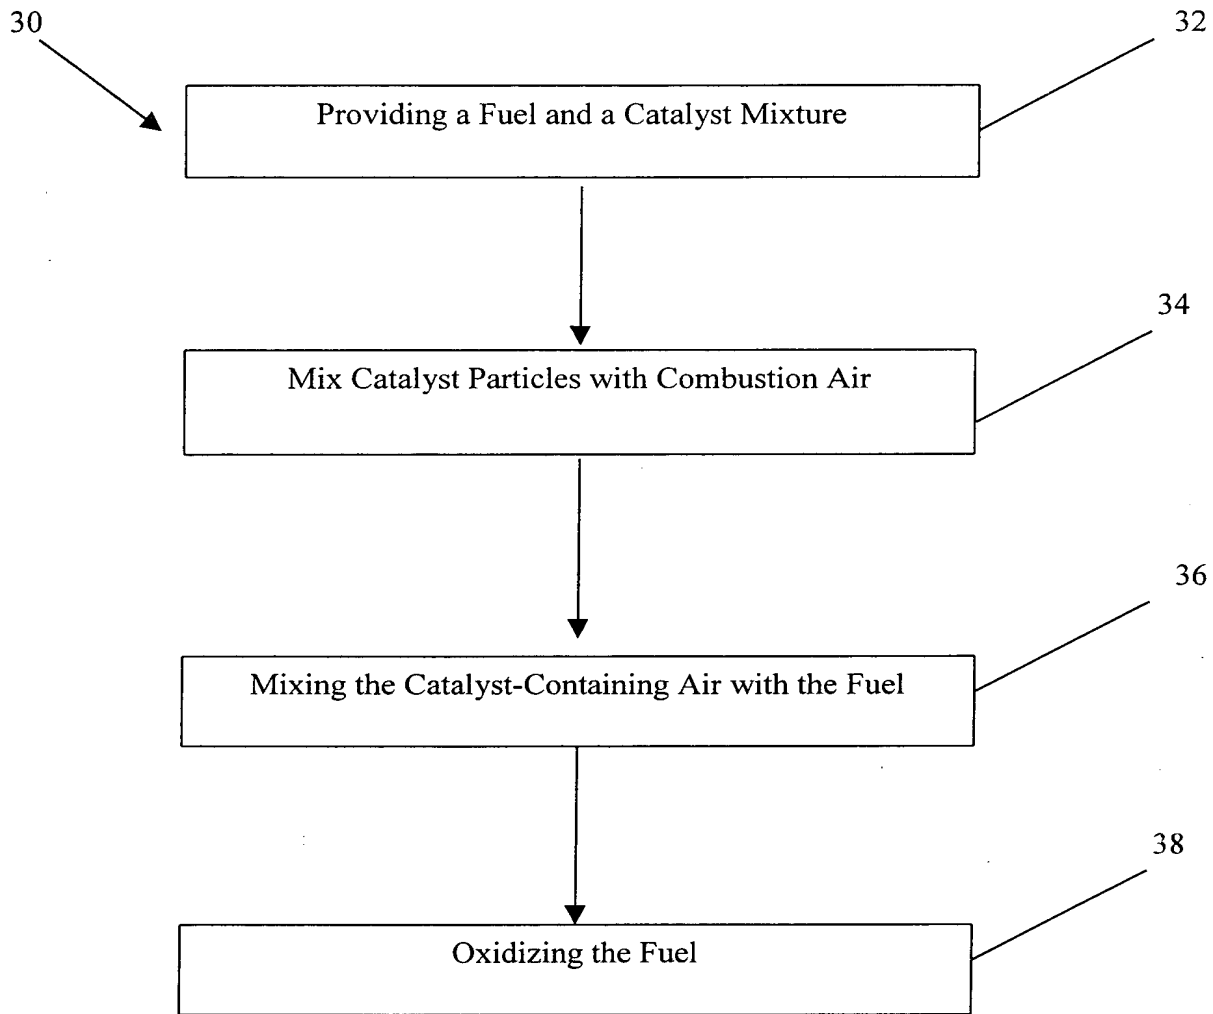 30
32
Providing a Fuel and a Catalyst Mixture
34
Mix Catalyst Particles with Combustion Air
36
Mixing the Catalyst-Containing Air with the Fuel
38
Oxidizing the Fuel